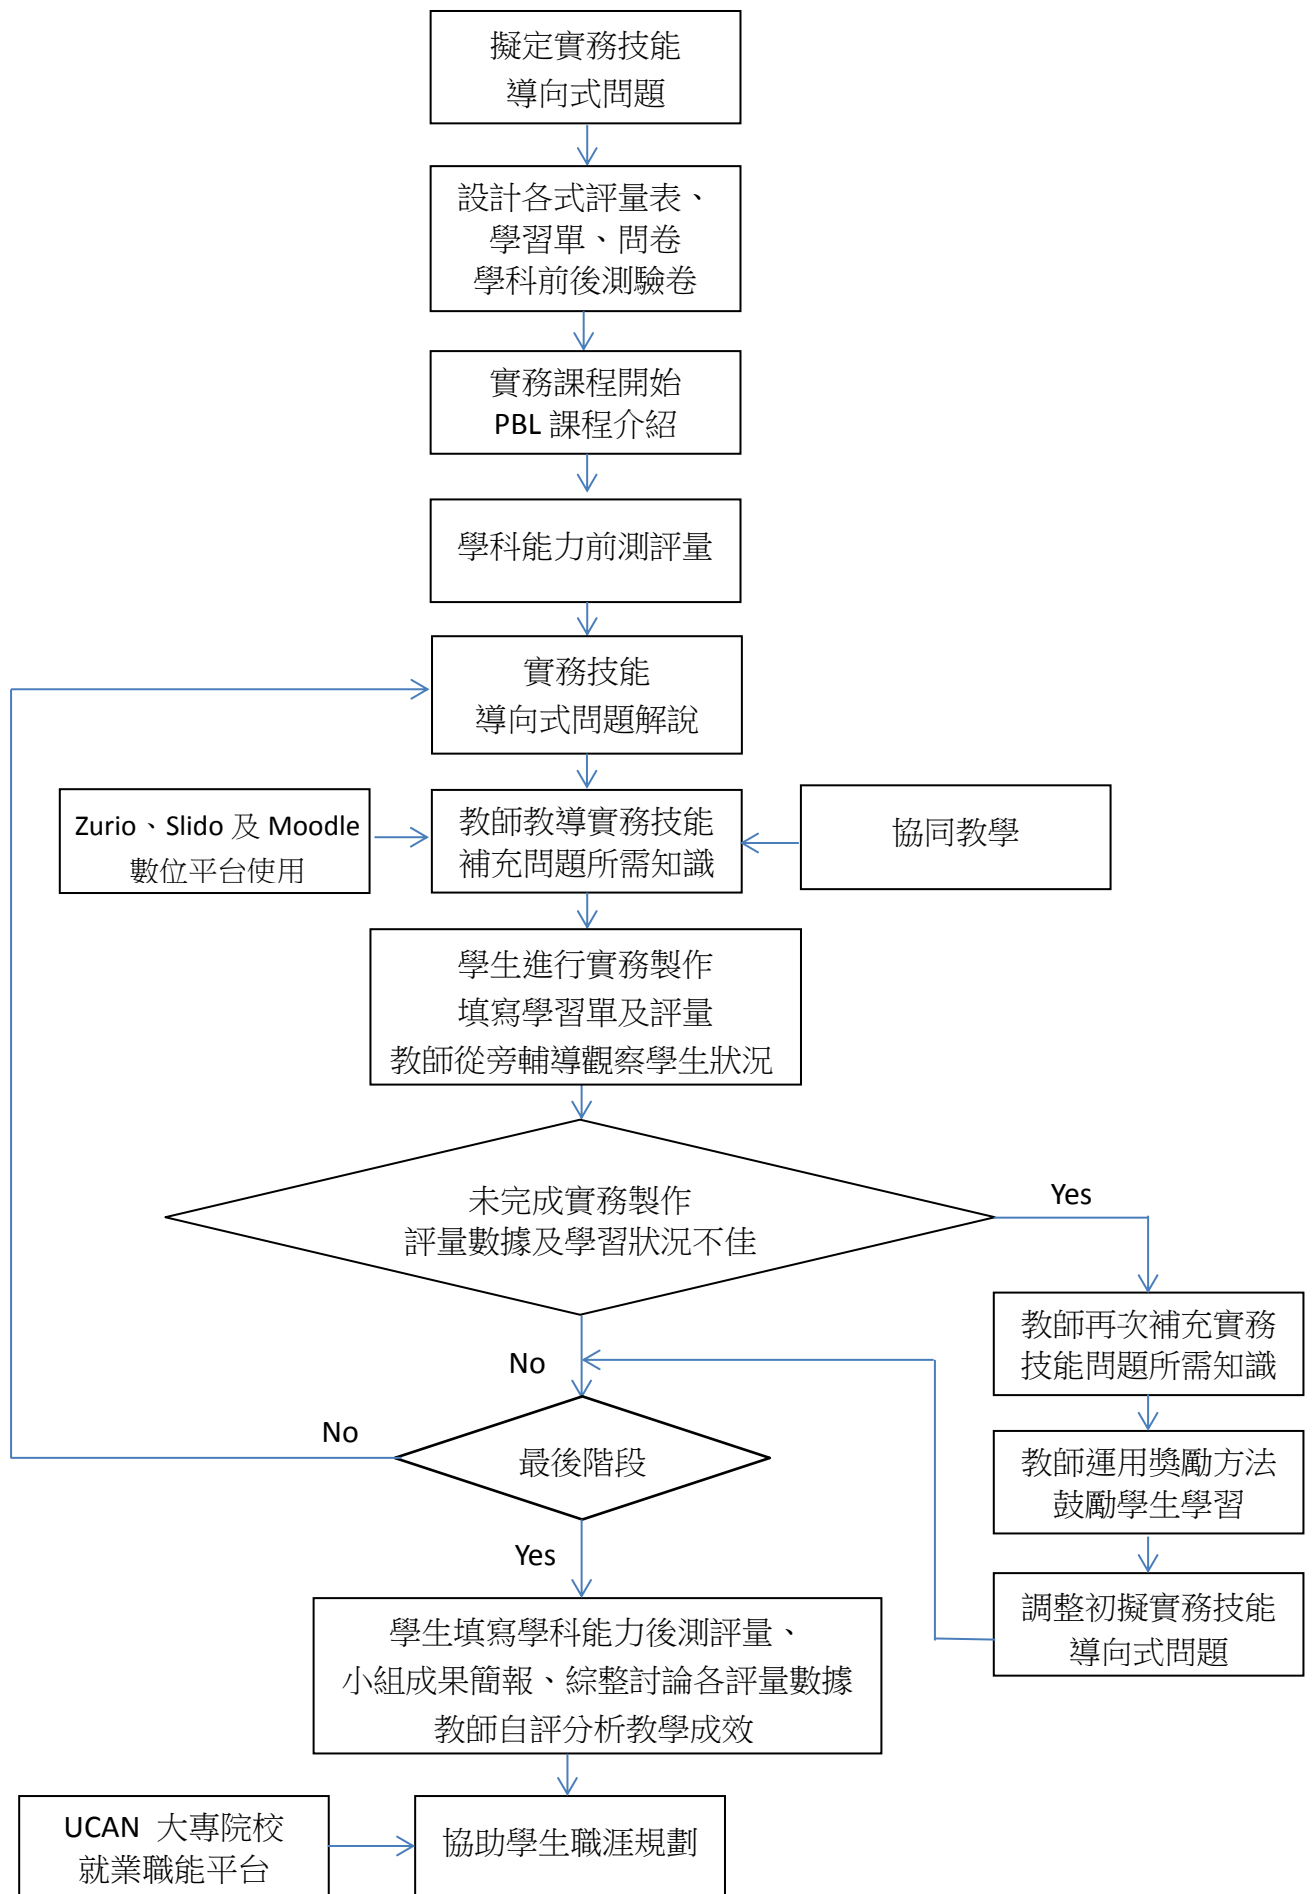 擬定實務技能
導向式問題
設計各式評量表、
學習單、問卷
學科前後測驗卷
實務課程開始
PBL 課程介紹
學科能力前測評量
實務技能
導向式問題解說
Zurio、Slido 及 Moodle
數位平台使用
教師教導實務技能
補充問題所需知識
協同教學
學生進行實務製作
填寫學習單及評量
教師從旁輔導觀察學生狀況
未完成實務製作
評量數據及學習狀況不佳
Yes
教師再次補充實務
技能問題所需知識
No
No
最後階段
教師運用獎勵方法
鼓勵學生學習
Yes
調整初擬實務技能
導向式問題
學生填寫學科能力後測評量、
小組成果簡報、綜整討論各評量數據
教師自評分析教學成效
UCAN 大專院校
就業職能平台
協助學生職涯規劃